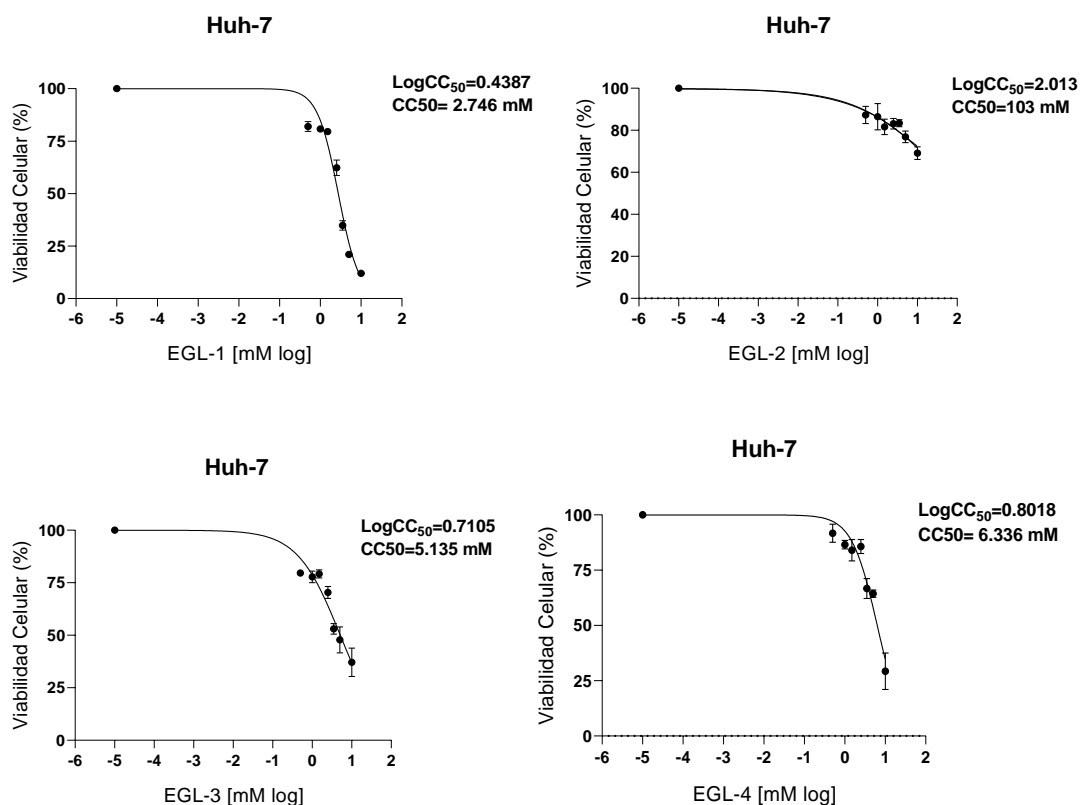 Huh-7
LogCC50=0.4387
CC50= 2.746 mM
Viabilidad Celular (%)
100
75
50
25
0
-6 -5 -4 -3 -2 -1 0 1 2
EGL-1 [mM log]
Huh-7
LogCC50=2.013
CC50=103 mM
Viabilidad Celular (%)
100
80
60
40
20
0
-6 -5 -4 -3 -2 -1 0 1 2
EGL-2 [mM log]
Huh-7
LogCC50=0.7105
CC50=5.135 mM
Viabilidad Celular (%)
100
75
50
25
0
-6 -5 -4 -3 -2 -1 0 1 2
EGL-3 [mM log]
Huh-7
LogCC50=0.8018
CC50= 6.336 mM
Viabilidad Celular (%)
100
75
50
25
0
-6 -5 -4 -3 -2 -1 0 1 2
EGL-4 [mM log]